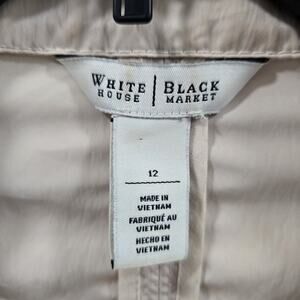 WHITE HOUSE | BLACK MARKET
12
MADE IN
VIETNAM
FABRIQUÉ AU
VIETNAM
HECHO EN
VIETNAM